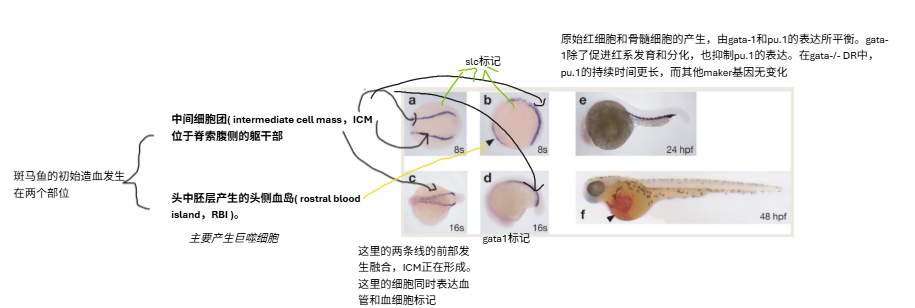 原始红细胞和骨髓细胞的产生，由gata-1和pu.1的表达所平衡。gata-
1除了促进红系发育和分化，也抑制pu.1的表达。在gata-/- DR中，
pu.1的持续时间更长，而其他maker基因无变化
slc标记
中间细胞团( intermediate cell mass，ICM
位于脊索腹侧的躯干部
斑马鱼的初始造血发生
在两个部位
头中胚层产生的头侧血岛( rostral blood
island，RBI )。
主要产生巨噬细胞
a
8s
b
8s
e
24 hpf
c
16s
d
16s
f
48 hpf
gata1标记
这里的两条线的前部发
生融合，ICM正在形成。
这里的细胞同时表达血
管和血细胞标记